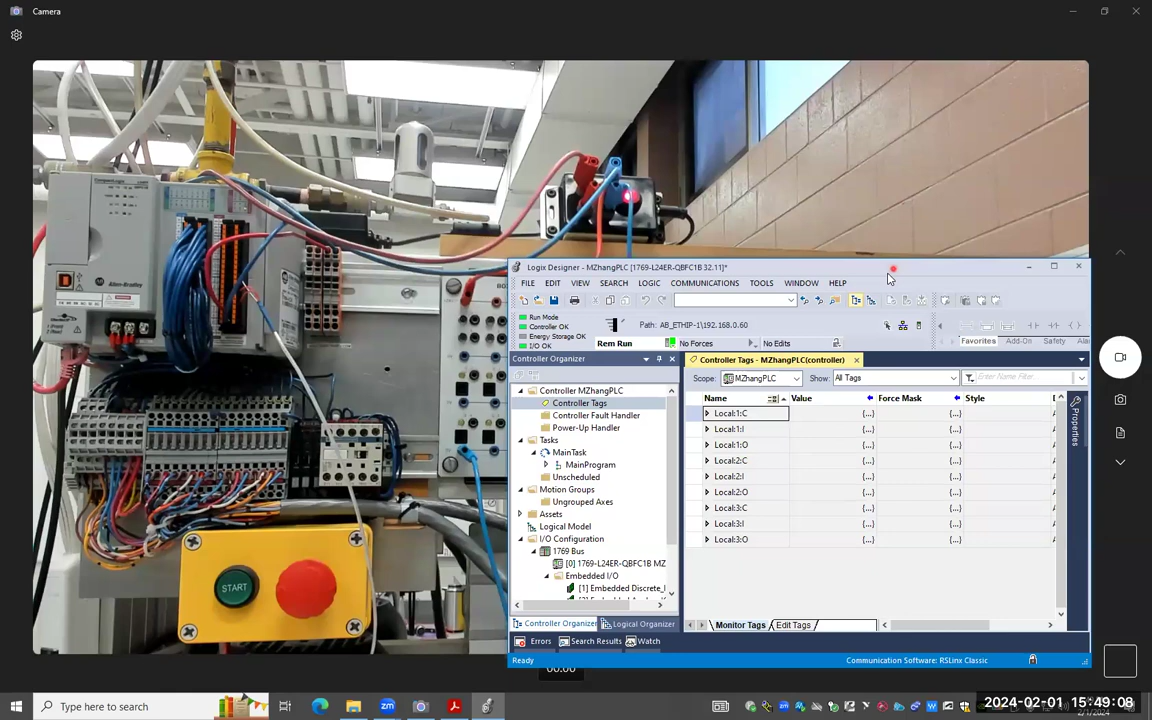 Camera
CompactLogix
Allen-Bradley
START
Logix Designer - MZhangPLC [1769-L24ER-QBFC1B 32.11]*
FILE EDIT VIEW SEARCH LOGIC COMMUNICATIONS TOOLS WINDOW HELP
Run Mode
Controller OK
Energy Storage OK
I/O OK
Path: AB_ETHIP-1\192.168.0.60
Rem Run No Forces No Edits
Favorites Add-On Safety
Controller Organizer
Controller MZhangPLC
Controller Tags
Controller Fault Handler
Power-Up Handler
Tasks
MainTask
MainProgram
Unscheduled
Motion Groups
Ungrouped Axes
Assets
Logical Model
I/O Configuration
1769 Bus
[0] 1769-L24ER-QBFC1B MZ
Embedded I/O
[1] Embedded Discrete_I
Controller Organizer Logical Organizer
Controller Tags - MZhangPLC(controller)
Scope: MZhangPLC Show: All Tags Enter Name Filter...
Name Value Force Mask Style
Local:1:C {...} {...}
Local:1:I {...} {...}
Local:1:O {...} {...}
Local:2:C {...} {...}
Local:2:I {...} {...}
Local:2:O {...} {...}
Local:3:C {...} {...}
Local:3:I {...} {...}
Local:3:O {...} {...}
Properties
Monitor Tags Edit Tags
Errors Search Results Watch
Ready Communication Software: RSLinx Classic
00:00
Type here to search
zm
2024-02-01 15:49:08